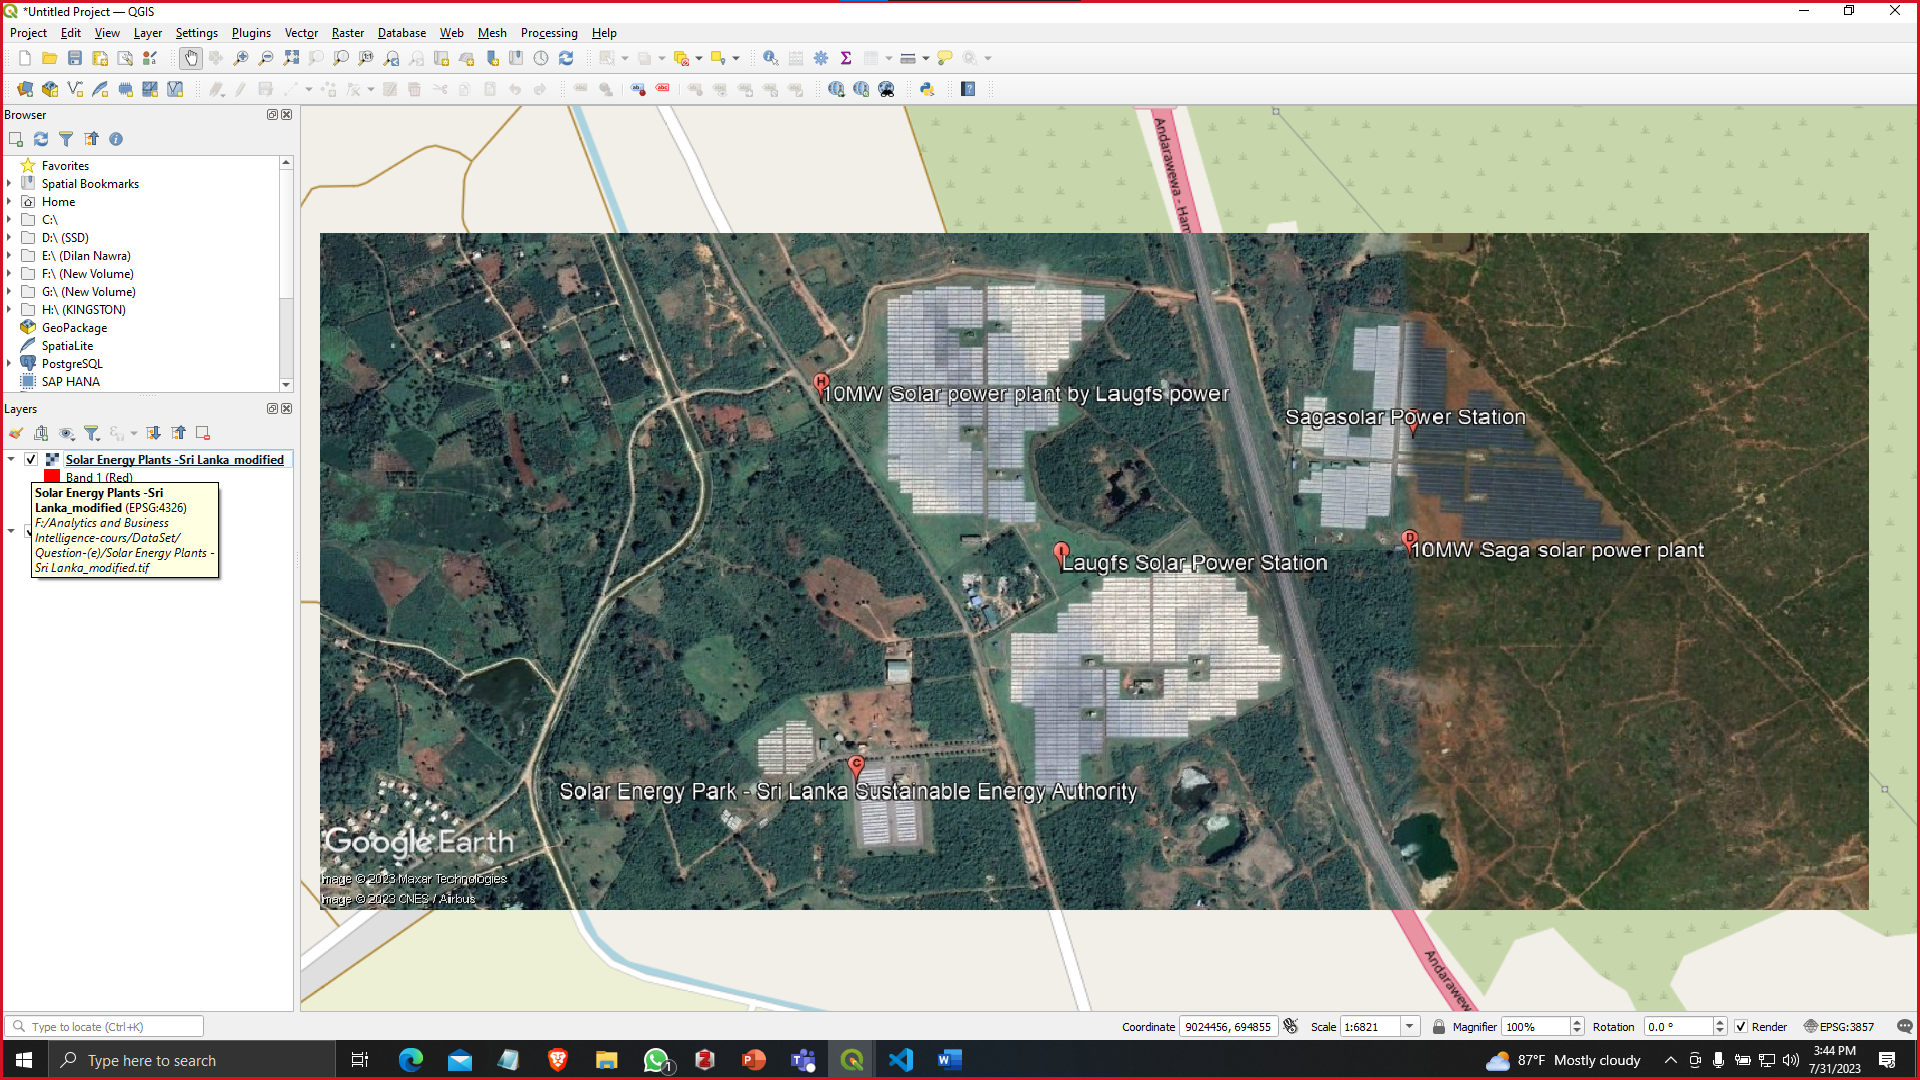 *Untitled Project — QGIS
Project Edit View Layer Settings Plugins Vector Raster Database Web Mesh Processing Help
Browser
Favorites
Spatial Bookmarks
Home
C:\
D:\ (SSD)
E:\ (Dilan Nawra)
F:\ (New Volume)
G:\ (New Volume)
H:\ (KINGSTON)
GeoPackage
SpatiaLite
PostgreSQL
SAP HANA
Layers
Solar Energy Plants -Sri Lanka_modified
Band 1 (Red)
Solar Energy Plants -Sri
Lanka_modified (EPSG:4326)
F:/Analytics and Business
Intelligence-cours/DataSet/
Question-(e)/Solar Energy Plants -
Sri Lanka_modified.tif
Andarawewa - Ham
10MW Solar power plant by Laugfs power
Sagasolar Power Station
10MW Saga solar power plant
Laugfs Solar Power Station
Solar Energy Park - Sri Lanka Sustainable Energy Authority
H
I
D
C
Google Earth
Image © 2023 Maxar Technologies
Image © 2023 CNES / Airbus
Andarawew
Type to locate (Ctrl+K)
Coordinate 9024456, 694855 Scale 1:6821 Magnifier 100% Rotation 0.0 ° Render EPSG:3857
Type here to search
1
87°F Mostly cloudy
3:44 PM
7/31/2023